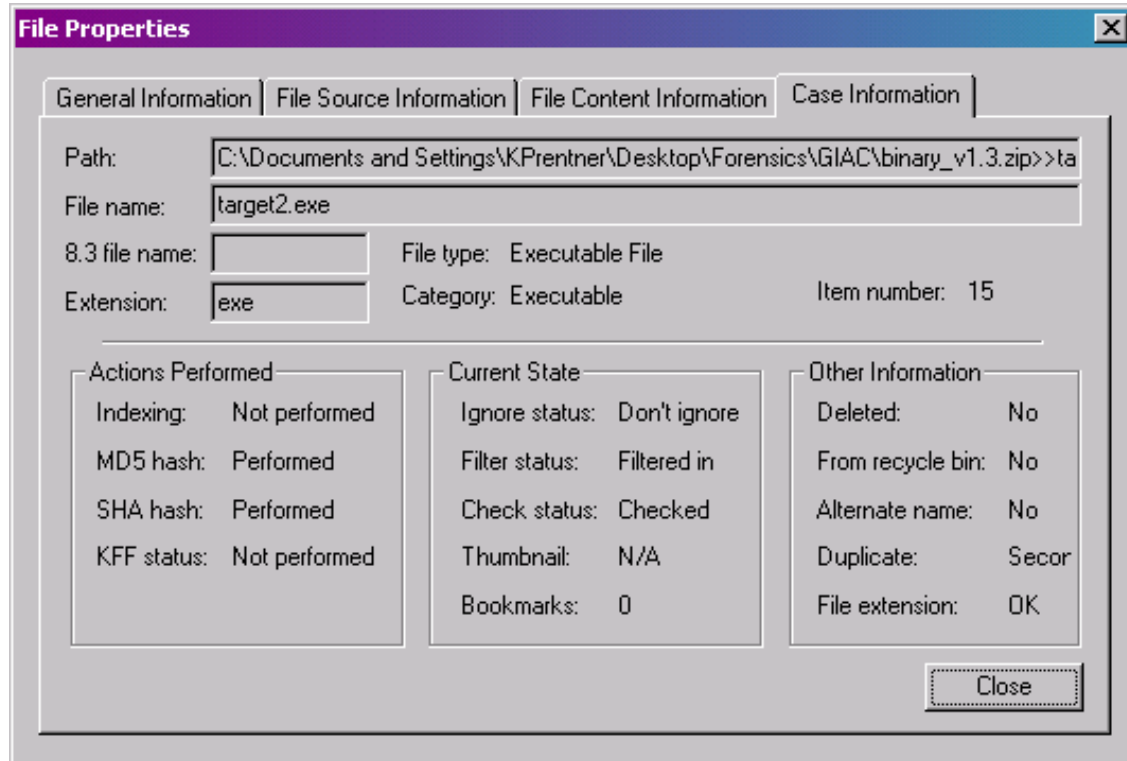 File Properties
General Information File Source Information File Content Information Case Information
Path: C:\Documents and Settings\KPrentner\Desktop\Forensics\GIAC\binary_v1.3.zip>>ta
File name: target2.exe
8.3 file name: File type: Executable File
Extension: exe Category: Executable Item number: 15
Actions Performed
Indexing: Not performed
MD5 hash: Performed
SHA hash: Performed
KFF status: Not performed
Current State
Ignore status: Don't ignore
Filter status: Filtered in
Check status: Checked
Thumbnail: N/A
Bookmarks: 0
Other Information
Deleted: No
From recycle bin: No
Alternate name: No
Duplicate: Secor
File extension: OK
Close